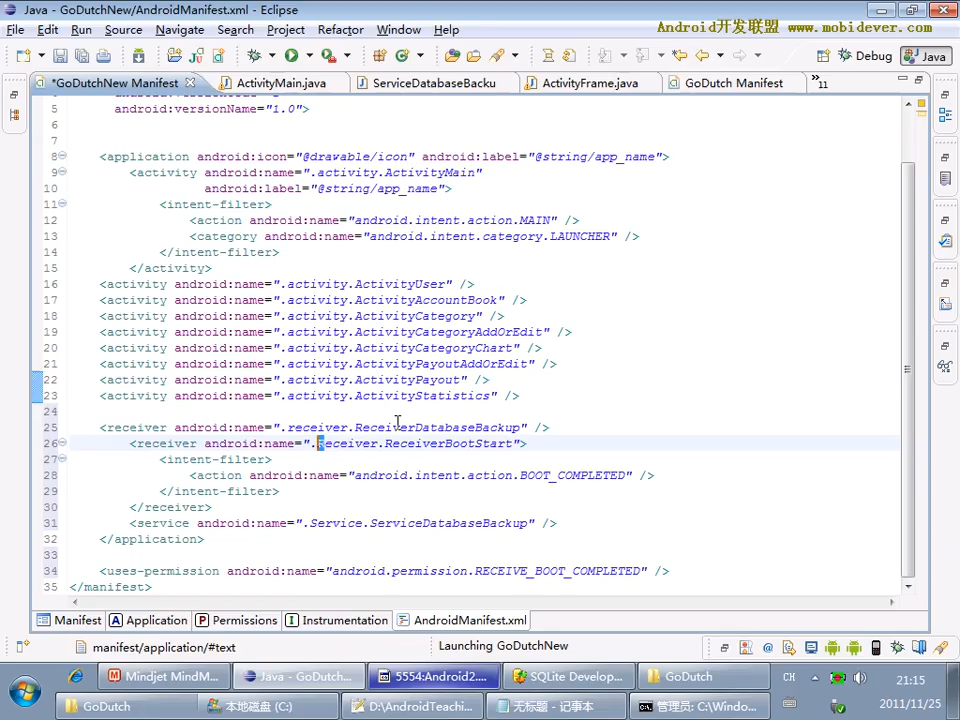 Java - GoDutchNew/AndroidManifest.xml - Eclipse
Android开发联盟
www.mobidever.com
File Edit Run Source Navigate Search Project Refactor Window Help
Debug Java
*GoDutchNew Manifest ActivityMain.java ServiceDatabaseBacku ActivityFrame.java GoDutch Manifest »11
5 android:versionName="1.0">
6
7
8 <application android:icon="@drawable/icon" android:label="@string/app_name">
9 <activity android:name=".activity.ActivityMain"
10 android:label="@string/app_name">
11 <intent-filter>
12 <action android:name="android.intent.action.MAIN" />
13 <category android:name="android.intent.category.LAUNCHER" />
14 </intent-filter>
15 </activity>
16 <activity android:name=".activity.ActivityUser" />
17 <activity android:name=".activity.ActivityAccountBook" />
18 <activity android:name=".activity.ActivityCategory" />
19 <activity android:name=".activity.ActivityCategoryAddOrEdit" />
20 <activity android:name=".activity.ActivityCategoryChart" />
21 <activity android:name=".activity.ActivityPayoutAddOrEdit" />
22 <activity android:name=".activity.ActivityPayout" />
23 <activity android:name=".activity.ActivityStatistics" />
24
25 <receiver android:name=".receiver.ReceiverDatabaseBackup" />
26 <receiver android:name=".Receiver.ReceiverBootStart">
27 <intent-filter>
28 <action android:name="android.intent.action.BOOT_COMPLETED" />
29 </intent-filter>
30 </receiver>
31 <service android:name=".Service.ServiceDatabaseBackup" />
32 </application>
33
34 <uses-permission android:name="android.permission.RECEIVE_BOOT_COMPLETED" />
35 </manifest>
Manifest A Application P Permissions I Instrumentation AndroidManifest.xml
manifest/application/#text Launching GoDutchNew
Mindjet MindM... Java - GoDutch... 5554:Android2.... SQLite Develop... GoDutch CH 21:15
GoDutch 本地磁盘 (C:) D:\AndroidTeachi... 无标题 - 记事本 管理员: C:\Windo... 2011/11/25